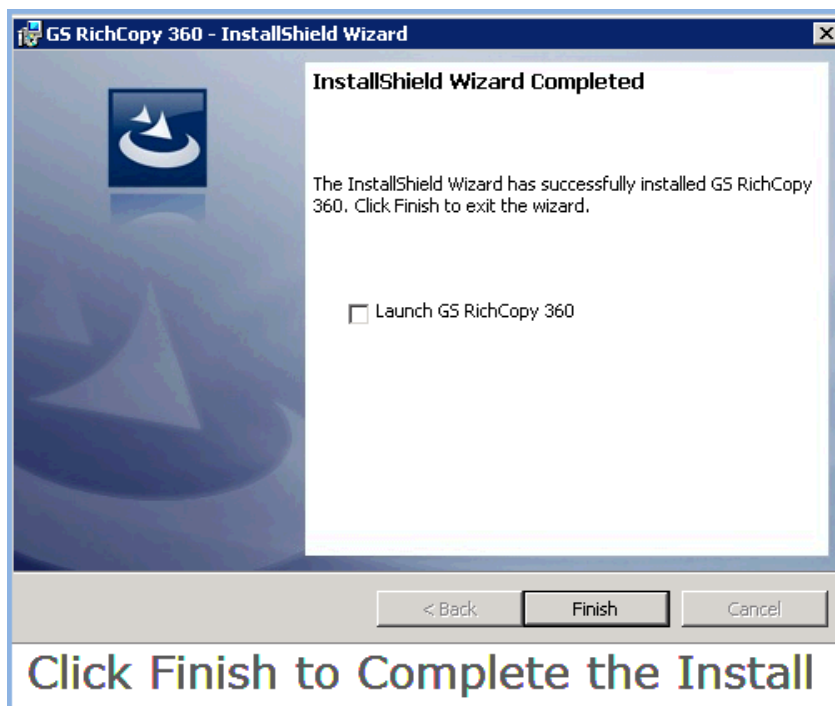 GS RichCopy 360 - InstallShield Wizard
InstallShield Wizard Completed
The InstallShield Wizard has successfully installed GS RichCopy
360. Click Finish to exit the wizard.
Launch GS RichCopy 360
< Back
Finish
Cancel
Click Finish to Complete the Install